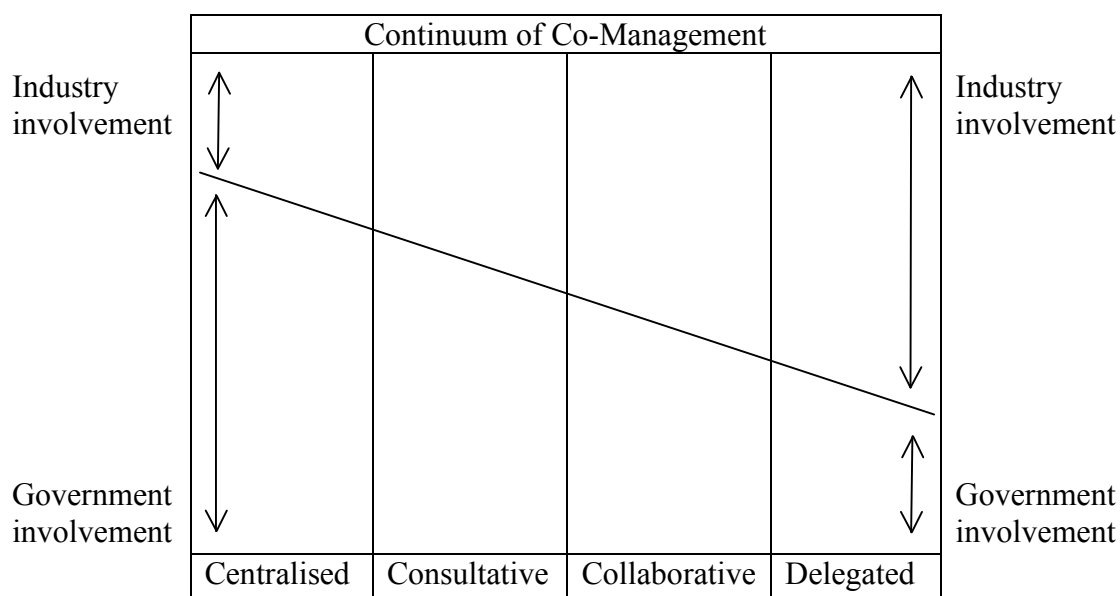 Continuum of Co-Management
Industry
involvement
Industry
involvement
Government
involvement
Government
involvement
Centralised
Consultative
Collaborative
Delegated